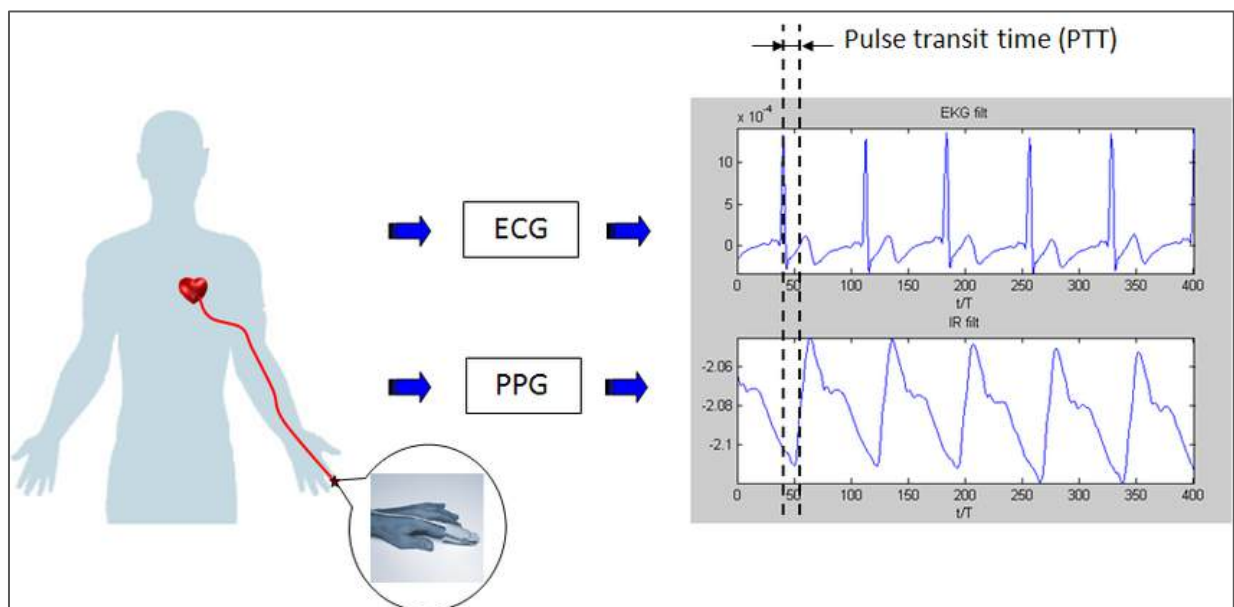 Pulse transit time (PTT)
x 10⁻⁴
EKG filt
10
5
0
0 50 100 150 200 250 300 350 400
t/T
ECG
IR filt
-2.06
-2.08
-2.1
0 50 100 150 200 250 300 350 400
t/T
PPG